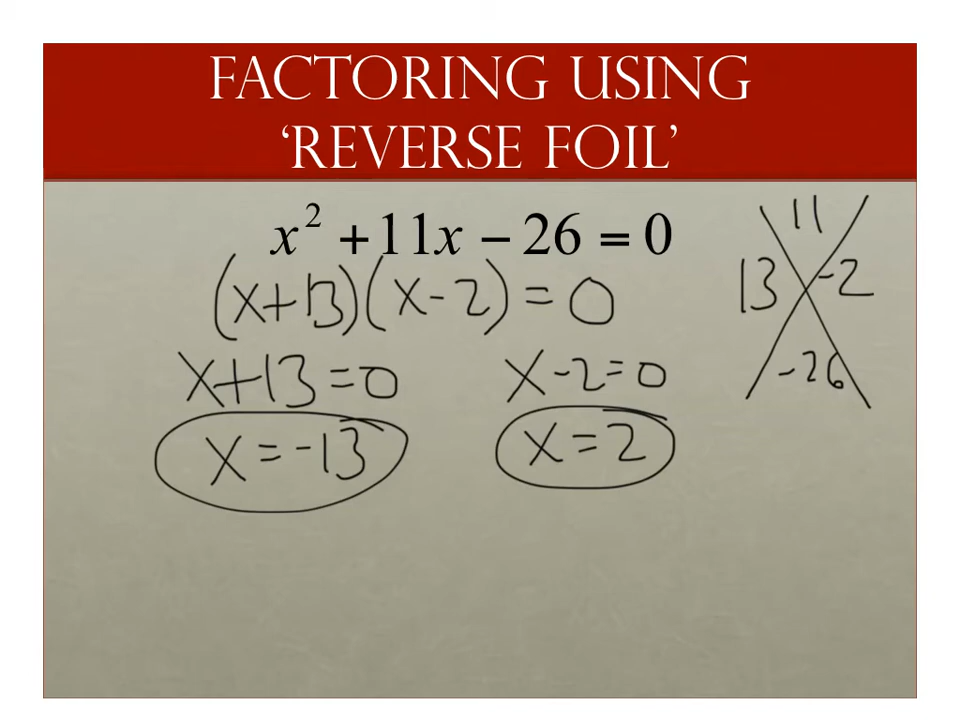 FACTORING USING
‘REVERSE FOIL’
x² + 11x − 26 = 0
(x+13)(x-2) = 0
x+13=0 x-2=0
x=-13 x=2
11
13 -2
-26